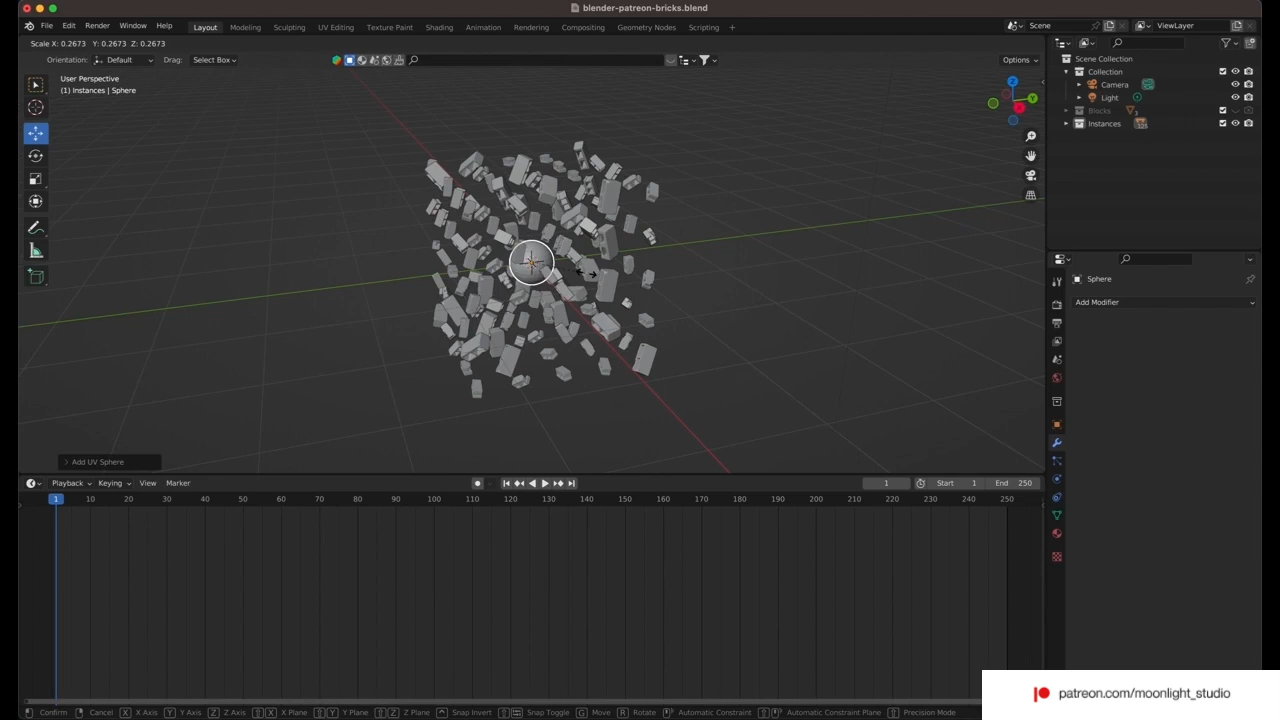 blender-patreon-bricks.blend
File Edit Render Window Help Layout Modeling Sculpting UV Editing Texture Paint Shading Animation Rendering Compositing Geometry Nodes Scripting + Scene ViewLayer
Scale X: 0.2673 Y: 0.2673 Z: 0.2673
Orientation: Default Drag: Select Box Options
User Perspective
(1) Instances | Sphere
Scene Collection
Collection
Camera
Light
Blocks
Instances
Z
Y
Sphere
Add Modifier
Add UV Sphere
Playback Keying View Marker 1 Start 1 End 250
1 10 20 30 40 50 60 70 80 90 100 110 120 130 140 150 160 170 180 190 200 210 220 230 240 250
Confirm Cancel X X Axis Y Y Axis Z Z Axis X X Plane Y Y Plane Z Z Plane Snap Invert Snap Toggle G Move R Rotate Automatic Constraint Automatic Constraint Plane Precision Mode
patreon.com/moonlight_studio